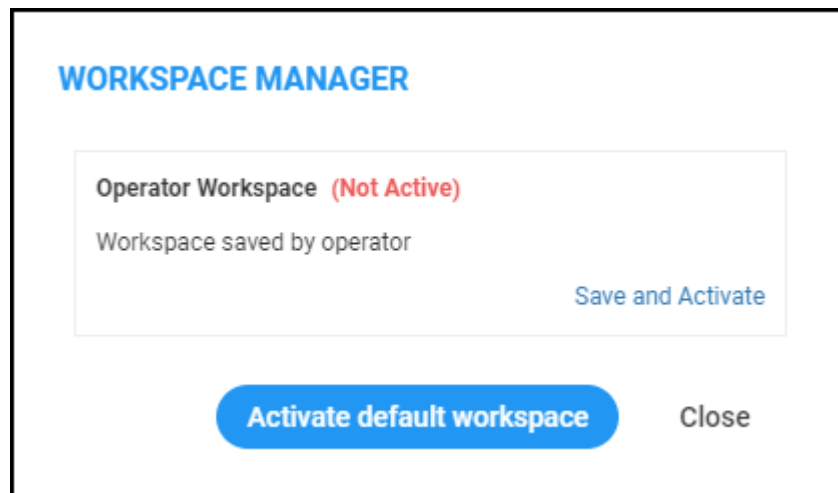 WORKSPACE MANAGER
Operator Workspace (Not Active)
Workspace saved by operator
Save and Activate
Activate default workspace Close